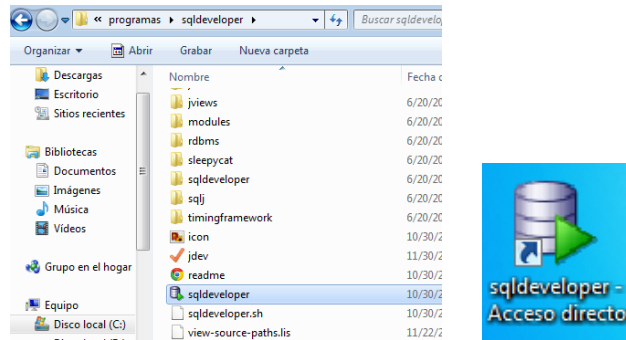 « programas ▸ sqldeveloper ▸
Buscar sqldevelo
Organizar
Abrir
Grabar
Nueva carpeta
Descargas
Escritorio
Sitios recientes
Bibliotecas
Documentos
Imágenes
Música
Vídeos
Grupo en el hogar
Equipo
Disco local (C:)
Nombre
Fecha c
jviews 6/20/20
modules 6/20/20
rdbms 6/20/20
sleepycat 6/20/20
sqldeveloper 6/20/20
sqlj 6/20/20
timingframework 6/20/20
icon 10/30/2
jdev 11/30/2
readme 10/30/2
sqldeveloper 10/30/2
sqldeveloper.sh 10/30/2
view-source-paths.lis 11/22/2
sqldeveloper -
Acceso directo